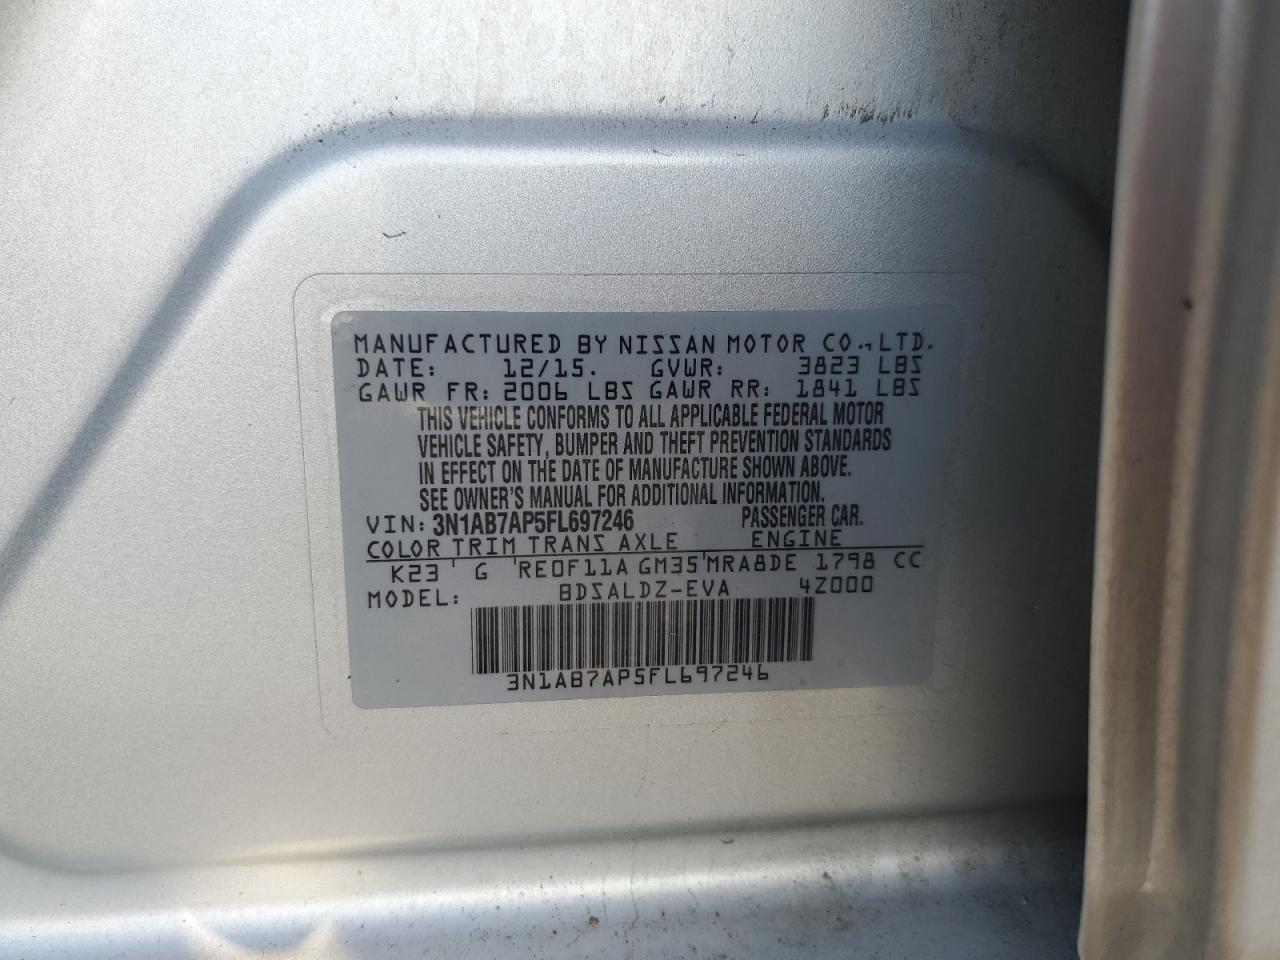 MANUFACTURED BY NISSAN MOTOR CO.,LTD.
DATE: 12/15. GVWR: 3823 LBS
GAWR FR: 2006 LBS GAWR RR: 1841 LBS
THIS VEHICLE CONFORMS TO ALL APPLICABLE FEDERAL MOTOR
VEHICLE SAFETY, BUMPER AND THEFT PREVENTION STANDARDS
IN EFFECT ON THE DATE OF MANUFACTURE SHOWN ABOVE.
SEE OWNER'S MANUAL FOR ADDITIONAL INFORMATION.
VIN: 3N1AB7AP5FL697246 PASSENGER CAR.
COLOR TRIM TRANS AXLE ENGINE
K23 ' G 'RE0F11A GM35'MRA8DE 1798 CC
MODEL: BDSALDZ-EVA 4Z000
3N1AB7AP5FL697246